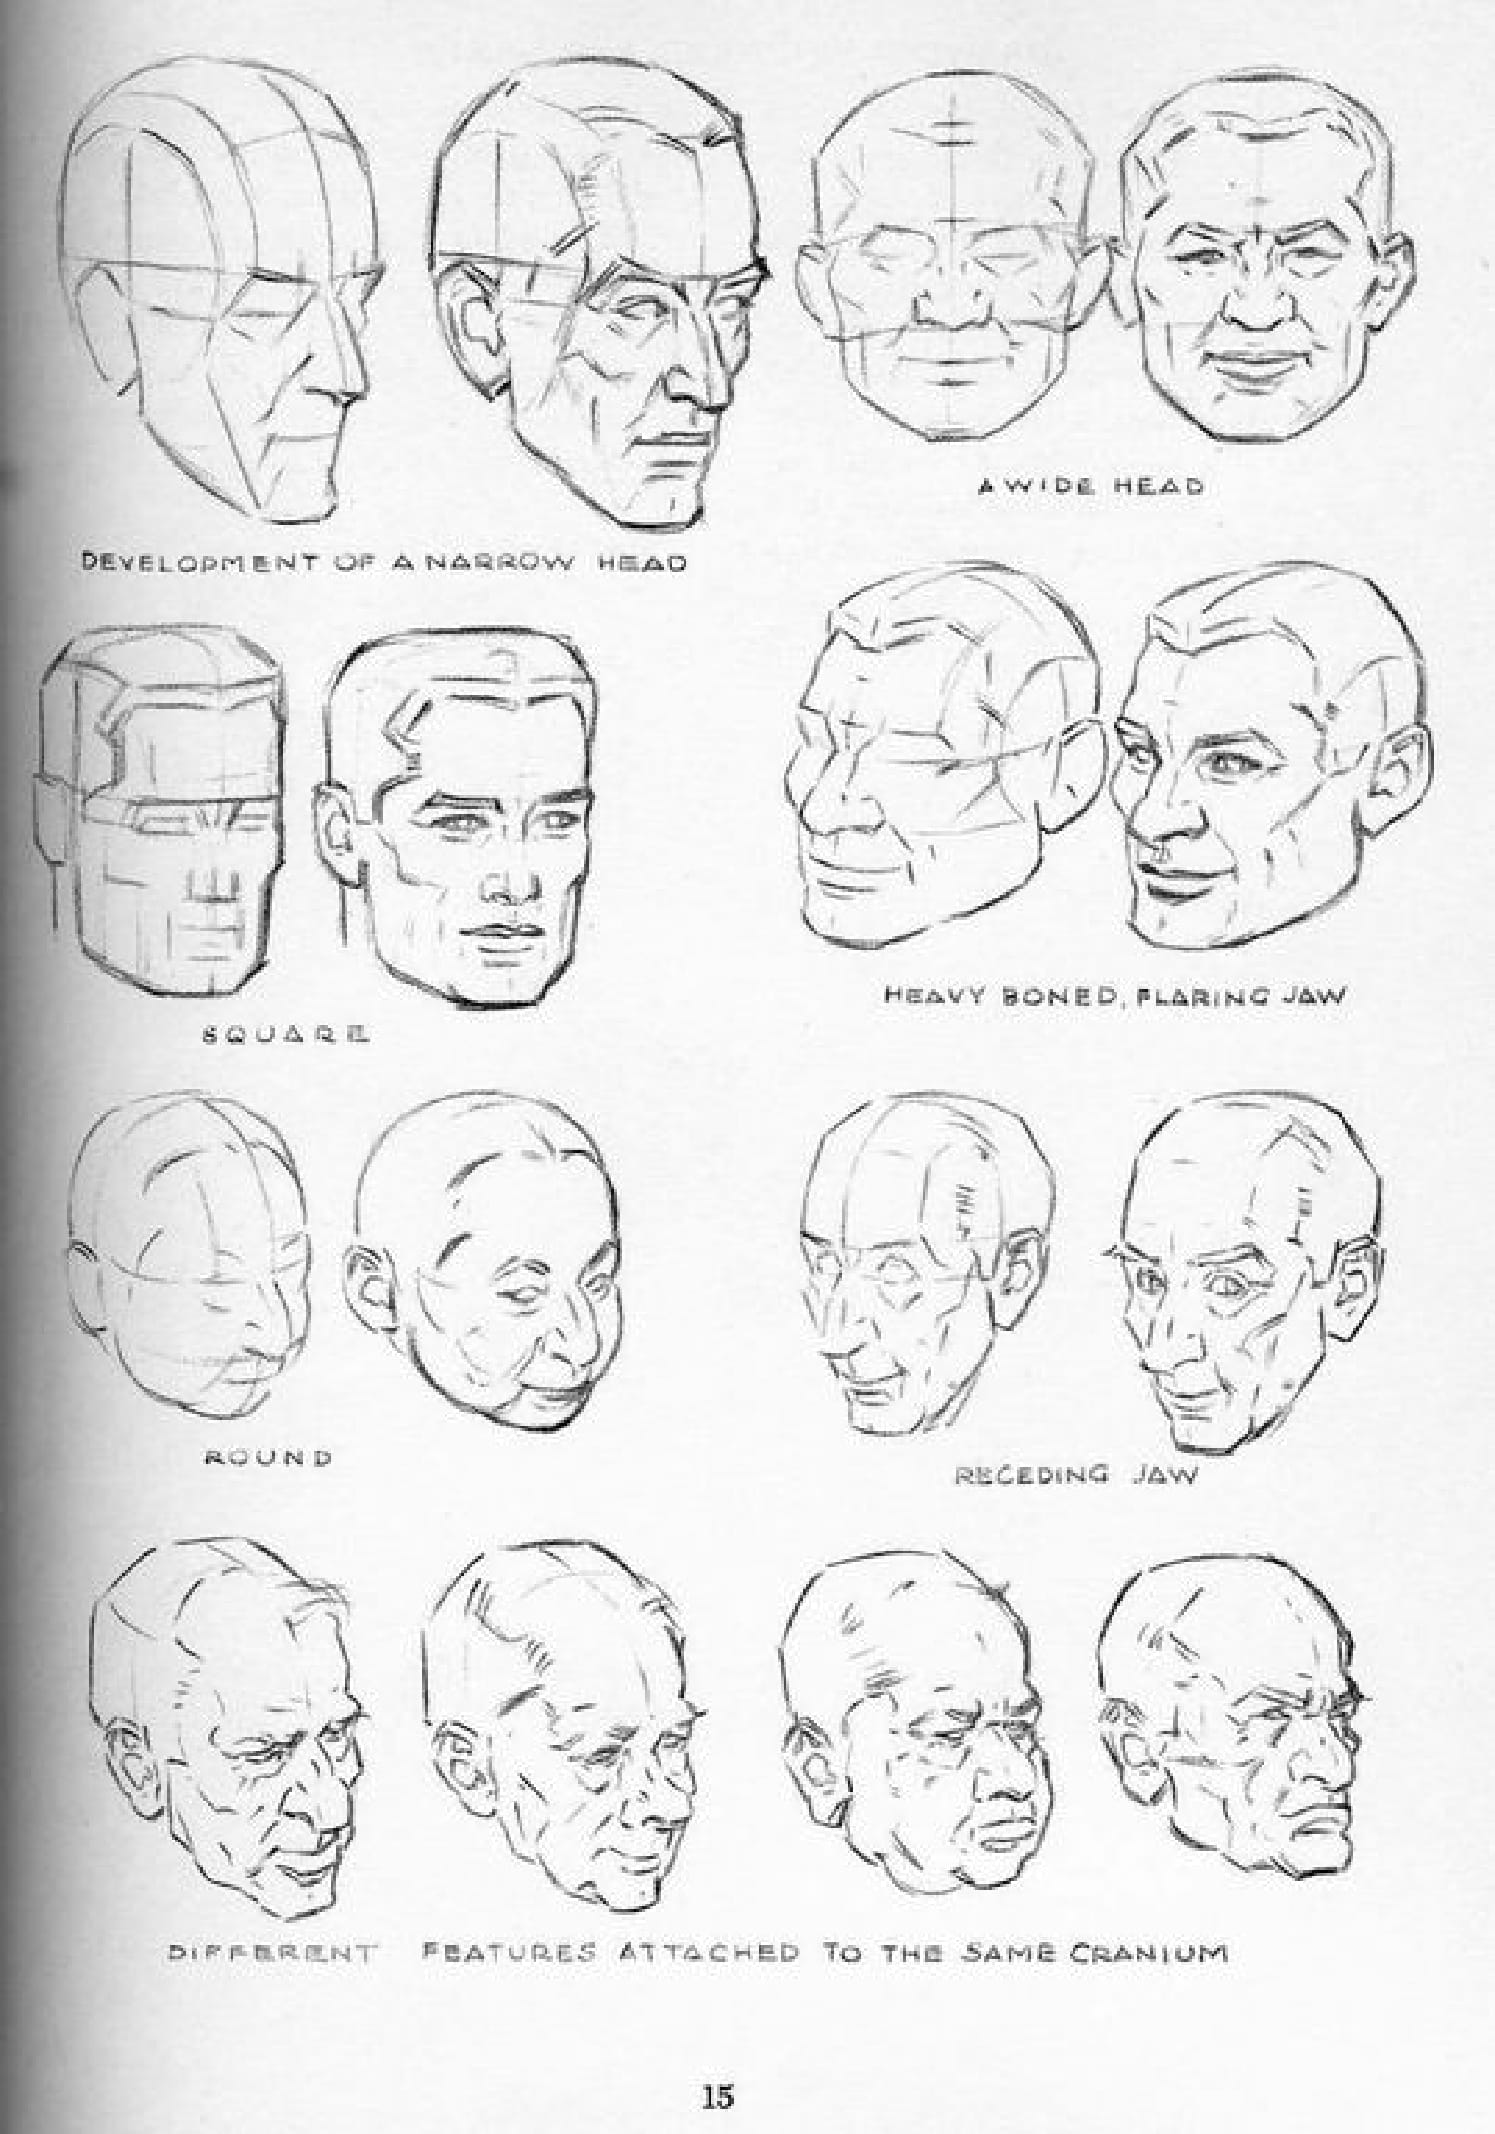 A WIDE HEAD
DEVELOPMENT OF A NARROW HEAD
HEAVY BONED, FLARING JAW
SQUARE
ROUND
RECEDING JAW
DIFFERENT FEATURES ATTACHED TO THE SAME CRANIUM
15